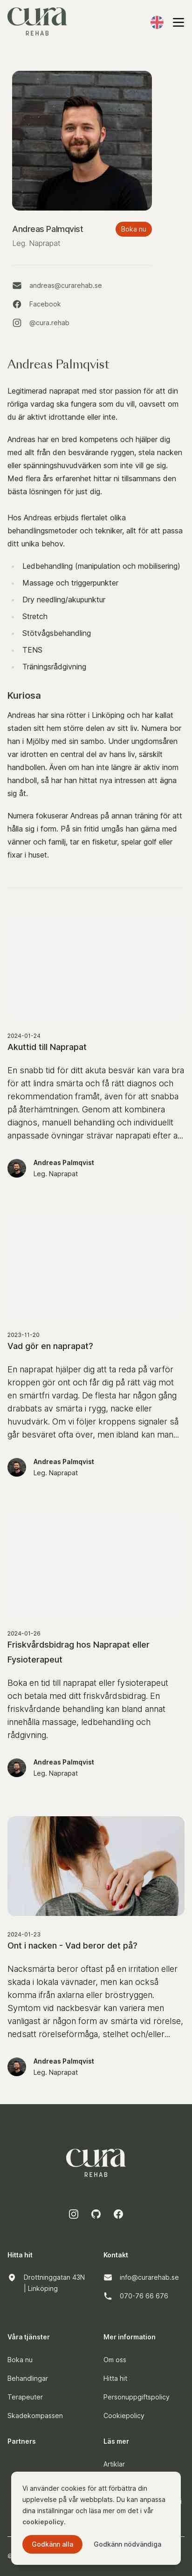 cura
REHAB
Andreas Palmqvist
Boka nu
Leg. Naprapat
andreas@curarehab.se
Facebook
@cura.rehab
Andreas Palmqvist
Legitimerad naprapat med stor passion för att din
rörliga vardag ska fungera som du vill, oavsett om
du är aktivt idrottande eller inte.
Andreas har en bred kompetens och hjälper dig
med allt från den besvärande ryggen, stela nacken
eller spänningshuvudvärken som inte vill ge sig.
Med flera års erfarenhet hittar ni tillsammans den
bästa lösningen för just dig.
Hos Andreas erbjuds flertalet olika
behandlingsmetoder och tekniker, allt för att passa
ditt unika behov.
Ledbehandling (manipulation och mobilisering)
Massage och triggerpunkter
Dry needling/akupunktur
Stretch
Stötvågsbehandling
TENS
Träningsrådgivning
Kuriosa
Andreas har sina rötter i Linköping och har kallat
staden sitt hem större delen av sitt liv. Numera bor
han i Mjölby med sin sambo. Under ungdomsåren
var idrotten en central del av hans liv, särskilt
handbollen. Även om han inte längre är aktiv inom
handboll, så har han hittat nya intressen att ägna
sig åt.
Numera fokuserar Andreas på annan träning för att
hålla sig i form. På sin fritid umgås han gärna med
vänner och familj, tar en fisketur, spelar golf eller
fixar i huset.
2024-01-24
Akuttid till Naprapat
En snabb tid för ditt akuta besvär kan vara bra
för att lindra smärta och få rätt diagnos och
rekommendation framåt, även för att snabba
på återhämtningen. Genom att kombinera
diagnos, manuell behandling och individuellt
anpassade övningar strävar naprapati efter a...
Andreas Palmqvist
Leg. Naprapat
2023-11-20
Vad gör en naprapat?
En naprapat hjälper dig att ta reda på varför
kroppen gör ont och får dig på rätt väg mot
en smärtfri vardag. De flesta har någon gång
drabbats av smärta i rygg, nacke eller
huvudvärk. Om vi följer kroppens signaler så
går besväret ofta över, men ibland kan man...
Andreas Palmqvist
Leg. Naprapat
2024-01-26
Friskvårdsbidrag hos Naprapat eller
Fysioterapeut
Boka en tid till naprapat eller fysioterapeut
och betala med ditt friskvårdsbidrag. En
friskvårdande behandling kan bland annat
innehålla massage, ledbehandling och
rådgivning.
Andreas Palmqvist
Leg. Naprapat
2024-01-23
Ont i nacken - Vad beror det på?
Nacksmärta beror oftast på en irritation eller
skada i lokala vävnader, men kan också
komma ifrån axlarna eller bröstryggen.
Symtom vid nackbesvär kan variera men
vanligast är någon form av smärta vid rörelse,
nedsatt rörelseförmåga, stelhet och/eller...
Andreas Palmqvist
Leg. Naprapat
cura
REHAB
Hitta hit
Kontakt
Drottninggatan 43N
| Linköping
info@curarehab.se
070-76 66 676
Våra tjänster
Mer information
Boka nu
Om oss
Behandlingar
Hitta hit
Terapeuter
Personuppgiftspolicy
Skadekompassen
Cookiepolicy
Partners
Läs mer
Artiklar
Vi använder cookies för att förbättra din
upplevelse på vår webbplats. Du kan anpassa
dina inställningar och läsa mer om det i vår
cookiepolicy.
Godkänn alla
Godkänn nödvändiga